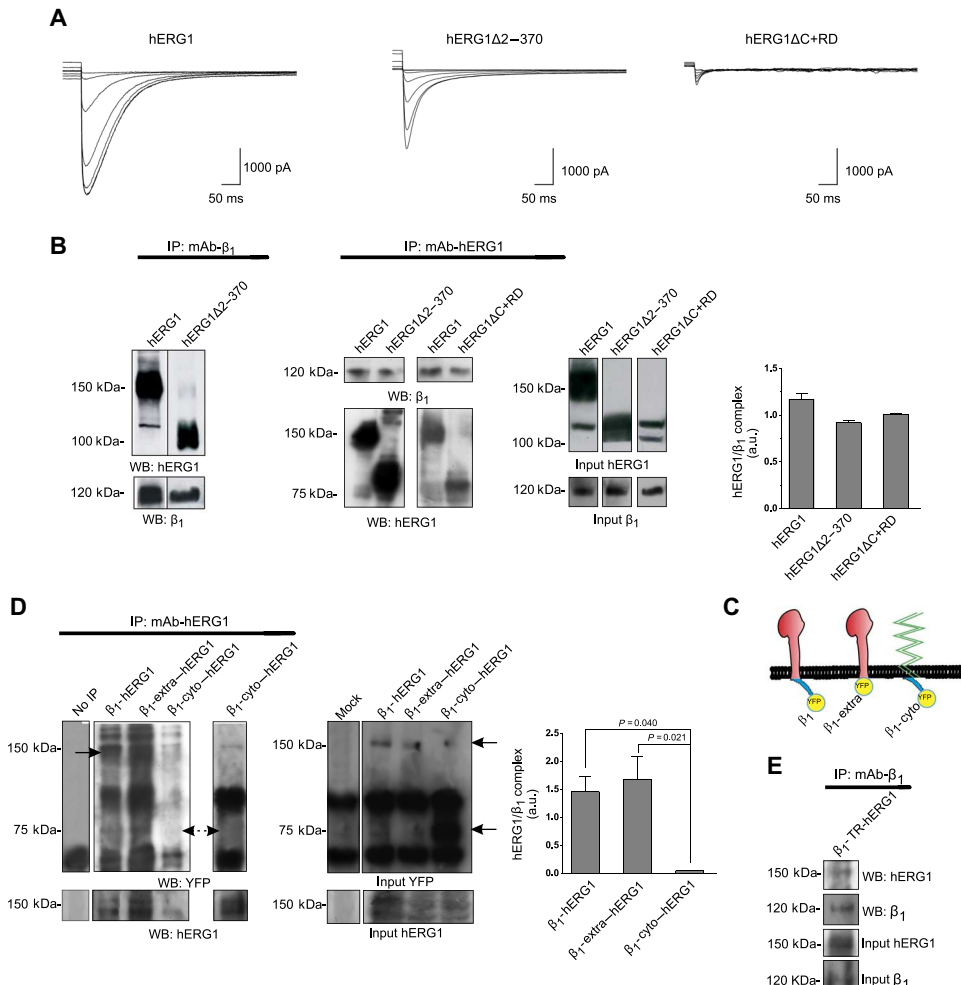 A
hERG1
hERG1Δ2–370
hERG1ΔC+RD
1000 pA
50 ms
1000 pA
50 ms
1000 pA
50 ms
B
IP: mAb-β1
hERG1
hERG1Δ2–370
150 kDa-
100 kDa-
WB: hERG1
120 kDa-
WB: β1
IP: mAb-hERG1
hERG1
hERG1Δ2–370
hERG1
hERG1ΔC+RD
120 kDa-
WB: β1
150 kDa-
75 kDa-
WB: hERG1
hERG1
hERG1Δ2–370
hERG1ΔC+RD
150 kDa-
100 kDa-
Input hERG1
120 kDa-
Input β1
hERG1/β1 complex
(a.u.)
1.5
1.0
0.5
0.0
hERG1
hERG1Δ2–370
hERG1ΔC+RD
D
IP: mAb-hERG1
No IP
β1-hERG1
β1-extra–hERG1
β1-cyto–hERG1
β1-cyto–hERG1
150 kDa-
75 kDa-
WB: YFP
150 kDa-
WB: hERG1
Mock
β1-hERG1
β1-extra–hERG1
β1-cyto–hERG1
150 kDa-
75 kDa-
Input YFP
150 kDa-
Input hERG1
hERG1/β1 complex
(a.u.)
2.5
2.0
1.5
1.0
0.5
0.0
P = 0.040
P = 0.021
β1-hERG1
β1-extra–hERG1
β1-cyto–hERG1
C
YFP
YFP
YFP
β1
β1-extra
β1-cyto
E
IP: mAb-β1
β1-TR-hERG1
150 kDa-
WB: hERG1
120 kDa-
WB: β1
150 kDa-
Input hERG1
120 KDa-
Input β1